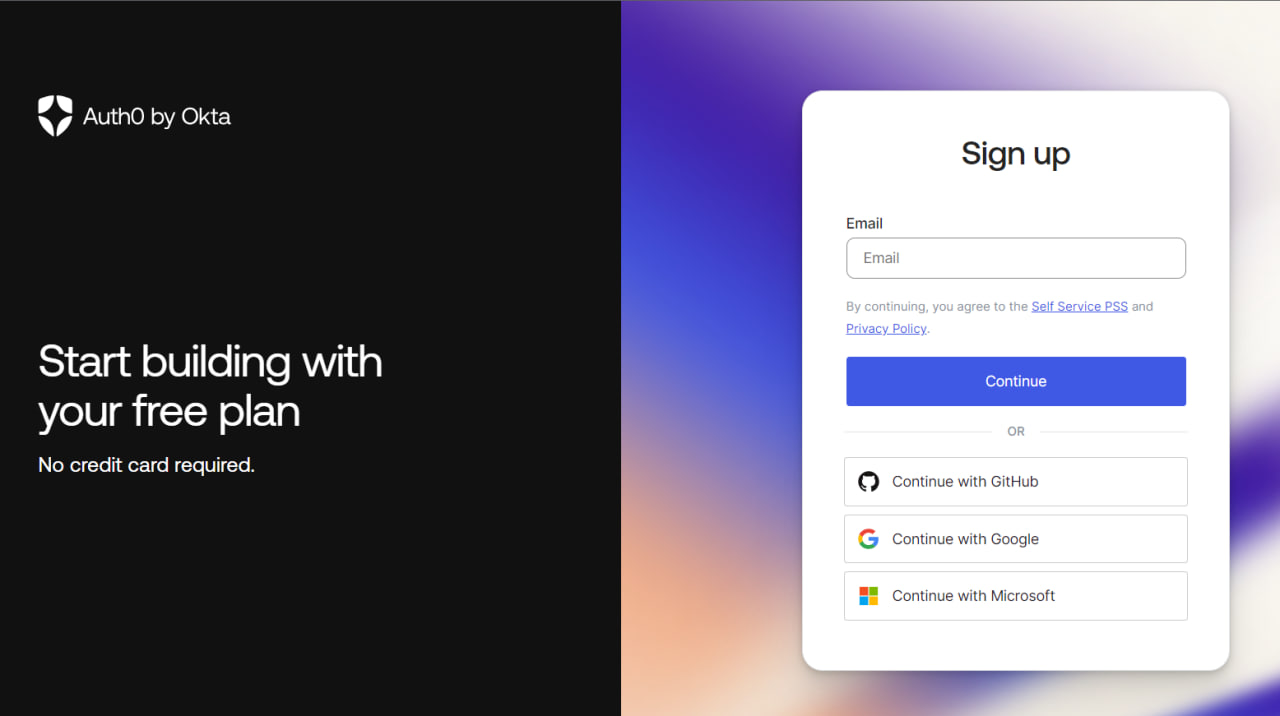 Auth0 by Okta
Start building with
your free plan
No credit card required.
Sign up
Email
Email
By continuing, you agree to the Self Service PSS and
Privacy Policy.
Continue
OR
Continue with GitHub
Continue with Google
Continue with Microsoft